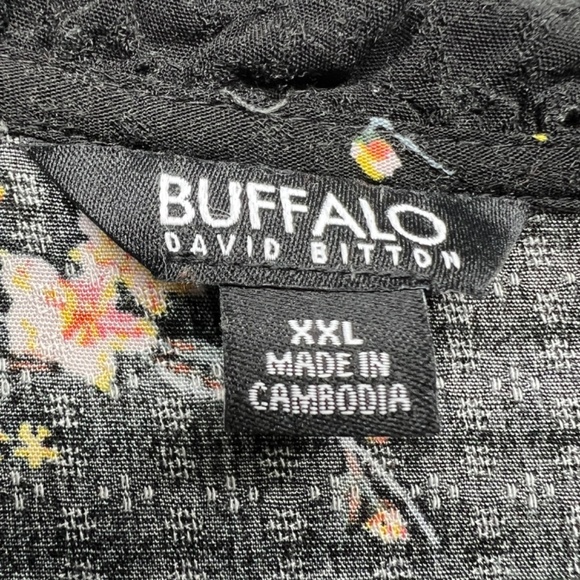 BUFFALO
DAVID BITTON
XXL
MADE IN
CAMBODIA